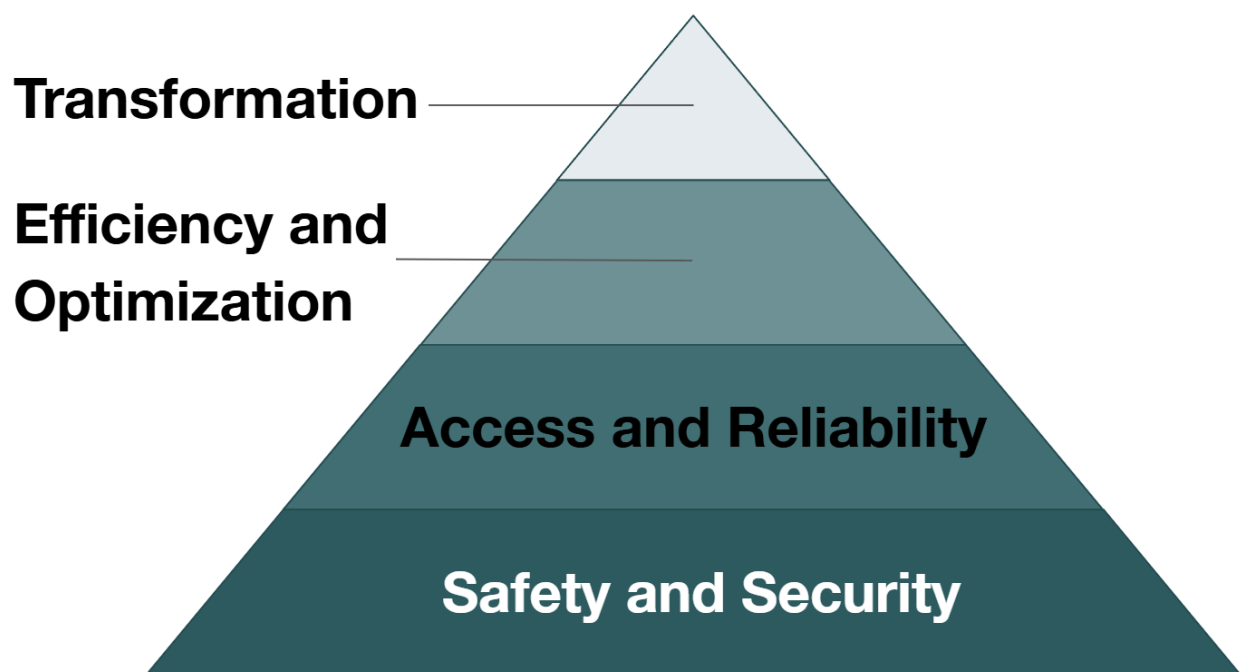 Transformation
Efficiency and
Optimization
Access and Reliability
Safety and Security